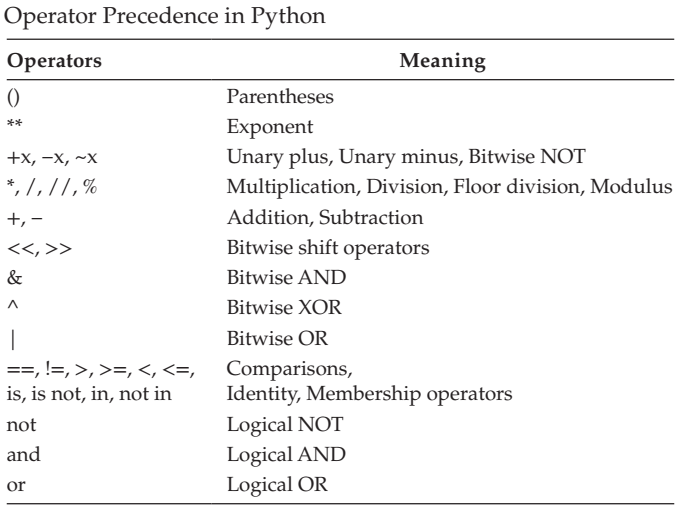 Operator Precedence in Python
Operators Meaning
() Parentheses
** Exponent
+x, −x, ~x Unary plus, Unary minus, Bitwise NOT
*, /, //, % Multiplication, Division, Floor division, Modulus
+, − Addition, Subtraction
<<, >> Bitwise shift operators
& Bitwise AND
^ Bitwise XOR
| Bitwise OR
==, !=, >, >=, <, <=, Comparisons,
is, is not, in, not in Identity, Membership operators
not Logical NOT
and Logical AND
or Logical OR